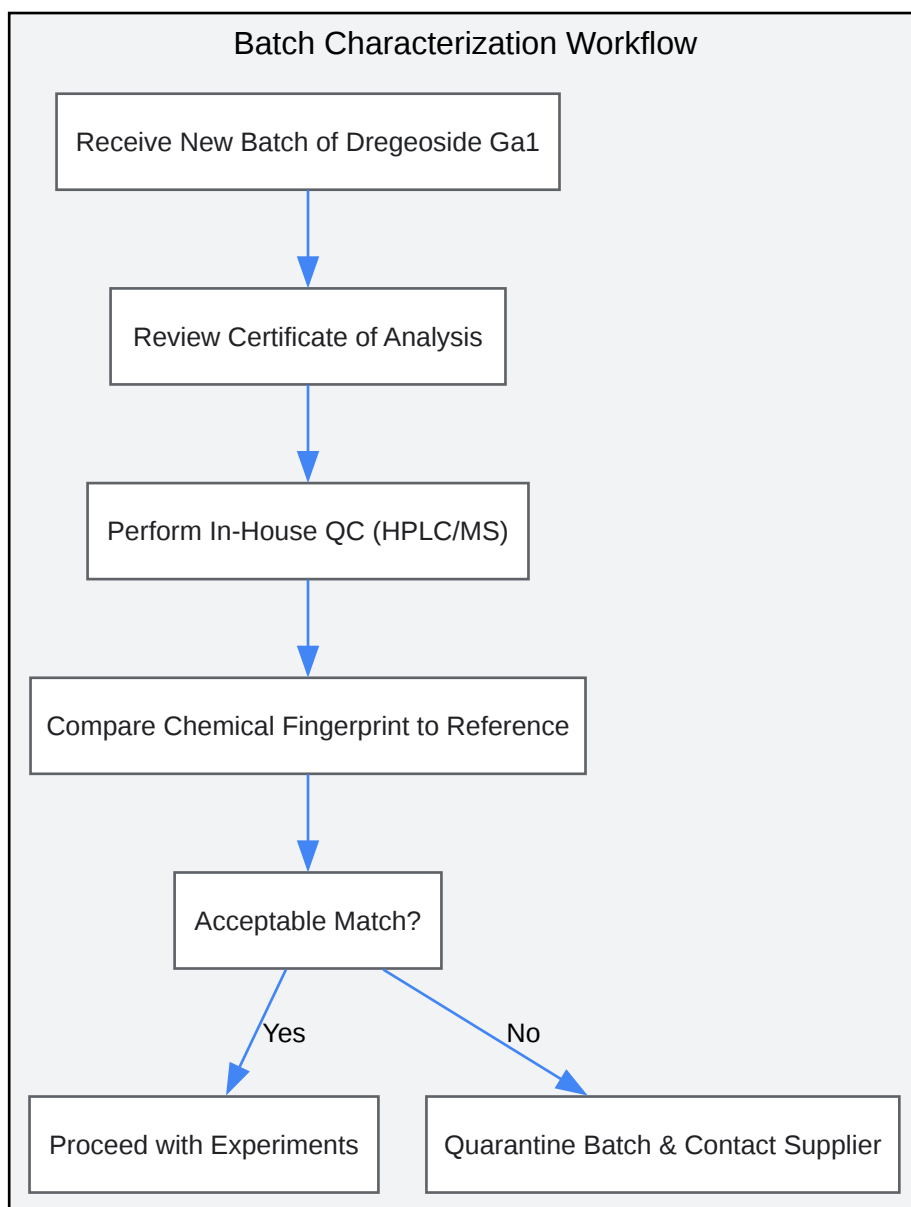 Batch Characterization Workflow
Receive New Batch of Dregeoside Ga1
Review Certificate of Analysis
Perform In-House QC (HPLC/MS)
Compare Chemical Fingerprint to Reference
Acceptable Match?
Yes
No
Proceed with Experiments
Quarantine Batch & Contact Supplier